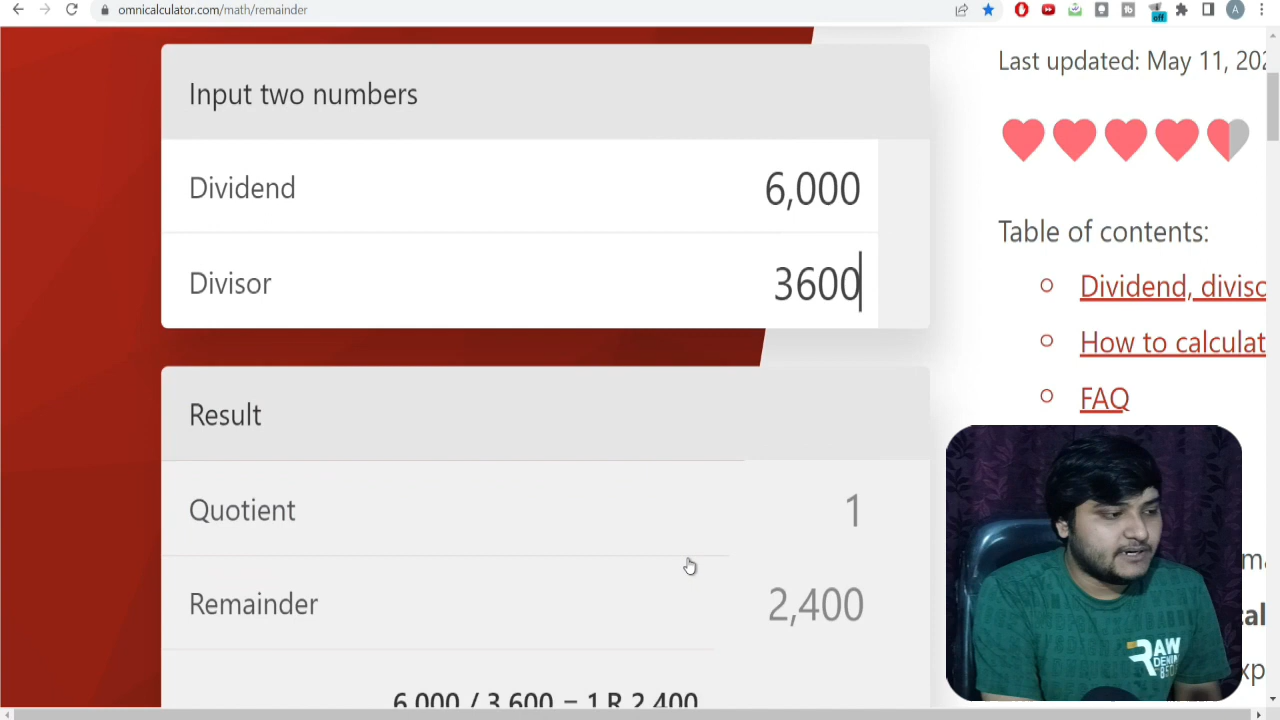 omnicalculator.com/math/remainder
A
off
Input two numbers
Dividend 6,000
Divisor 3600
Result
Quotient 1
Remainder 2,400
6,000 / 3,600 = 1 R 2,400
Last updated: May 11, 202
Table of contents:
Dividend, diviso
How to calculat
FAQ
RAW